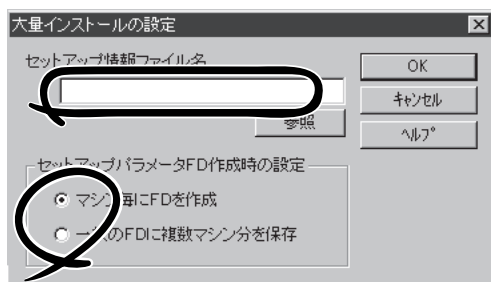 大量インストールの設定
セットアップ情報ファイル名
OK
キャンセル
参照
ヘルプ
セットアップパラメータFD作成時の設定
マシン毎にFDを作成
一枚のFDに複数マシン分を保存